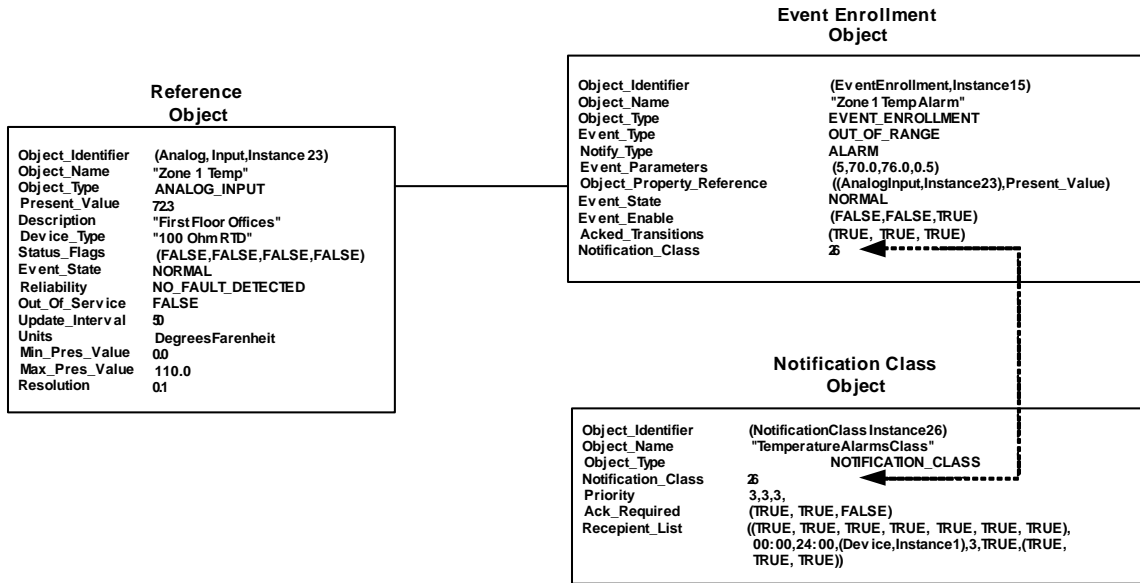 Event Enrollment
Object
Object_Identifier (EventEnrollment,Instance15)
Object_Name "Zone 1 Temp Alarm"
Object_Type EVENT_ENROLLMENT
Event_Type OUT_OF_RANGE
Notify_Type ALARM
Event_Parameters (5,70.0,76.0,0.5)
Object_Property_Reference ((AnalogInput,Instance23),Present_Value)
Event_State NORMAL
Event_Enable (FALSE,FALSE,TRUE)
Acked_Transitions (TRUE, TRUE, TRUE)
Notification_Class 26
Reference
Object
Object_Identifier (Analog, Input,Instance 23)
Object_Name "Zone 1 Temp"
Object_Type ANALOG_INPUT
Present_Value 72.3
Description "First Floor Offices"
Device_Type "100 Ohm RTD"
Status_Flags (FALSE,FALSE,FALSE,FALSE)
Event_State NORMAL
Reliability NO_FAULT_DETECTED
Out_Of_Service FALSE
Update_Interval 50
Units DegreesFarenheit
Min_Pres_Value 0.0
Max_Pres_Value 110.0
Resolution 0.1
Notification Class
Object
Object_Identifier (NotificationClass Instance26)
Object_Name "TemperatureAlarmsClass"
Object_Type NOTIFICATION_CLASS
Notification_Class 26
Priority 3,3,3,
Ack_Required (TRUE, TRUE, FALSE)
Recepient_List ((TRUE, TRUE, TRUE, TRUE, TRUE, TRUE, TRUE),
00:00,24:00,(Device,Instance1),3,TRUE,(TRUE,
TRUE, TRUE))